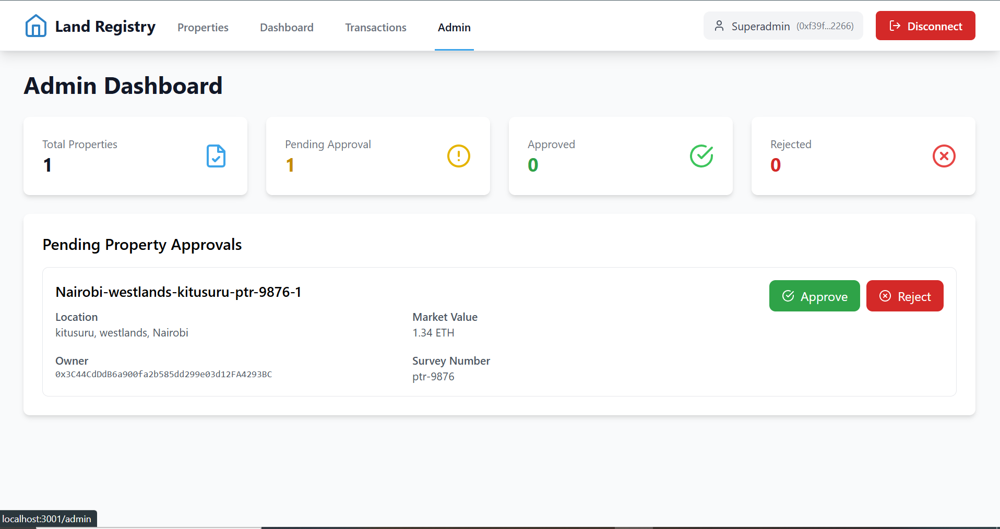 Land Registry
Properties
Dashboard
Transactions
Admin
Superadmin (0xf39f...2266)
Disconnect
Admin Dashboard
Total Properties
1
Pending Approval
1
Approved
0
Rejected
0
Pending Property Approvals
Nairobi-westlands-kitusuru-ptr-9876-1
Approve
Reject
Location
kitusuru, westlands, Nairobi
Market Value
1.34 ETH
Owner
0x3C44CdDdB6a900fa2b585dd299e03d12FA4293BC
Survey Number
ptr-9876
localhost:3001/admin